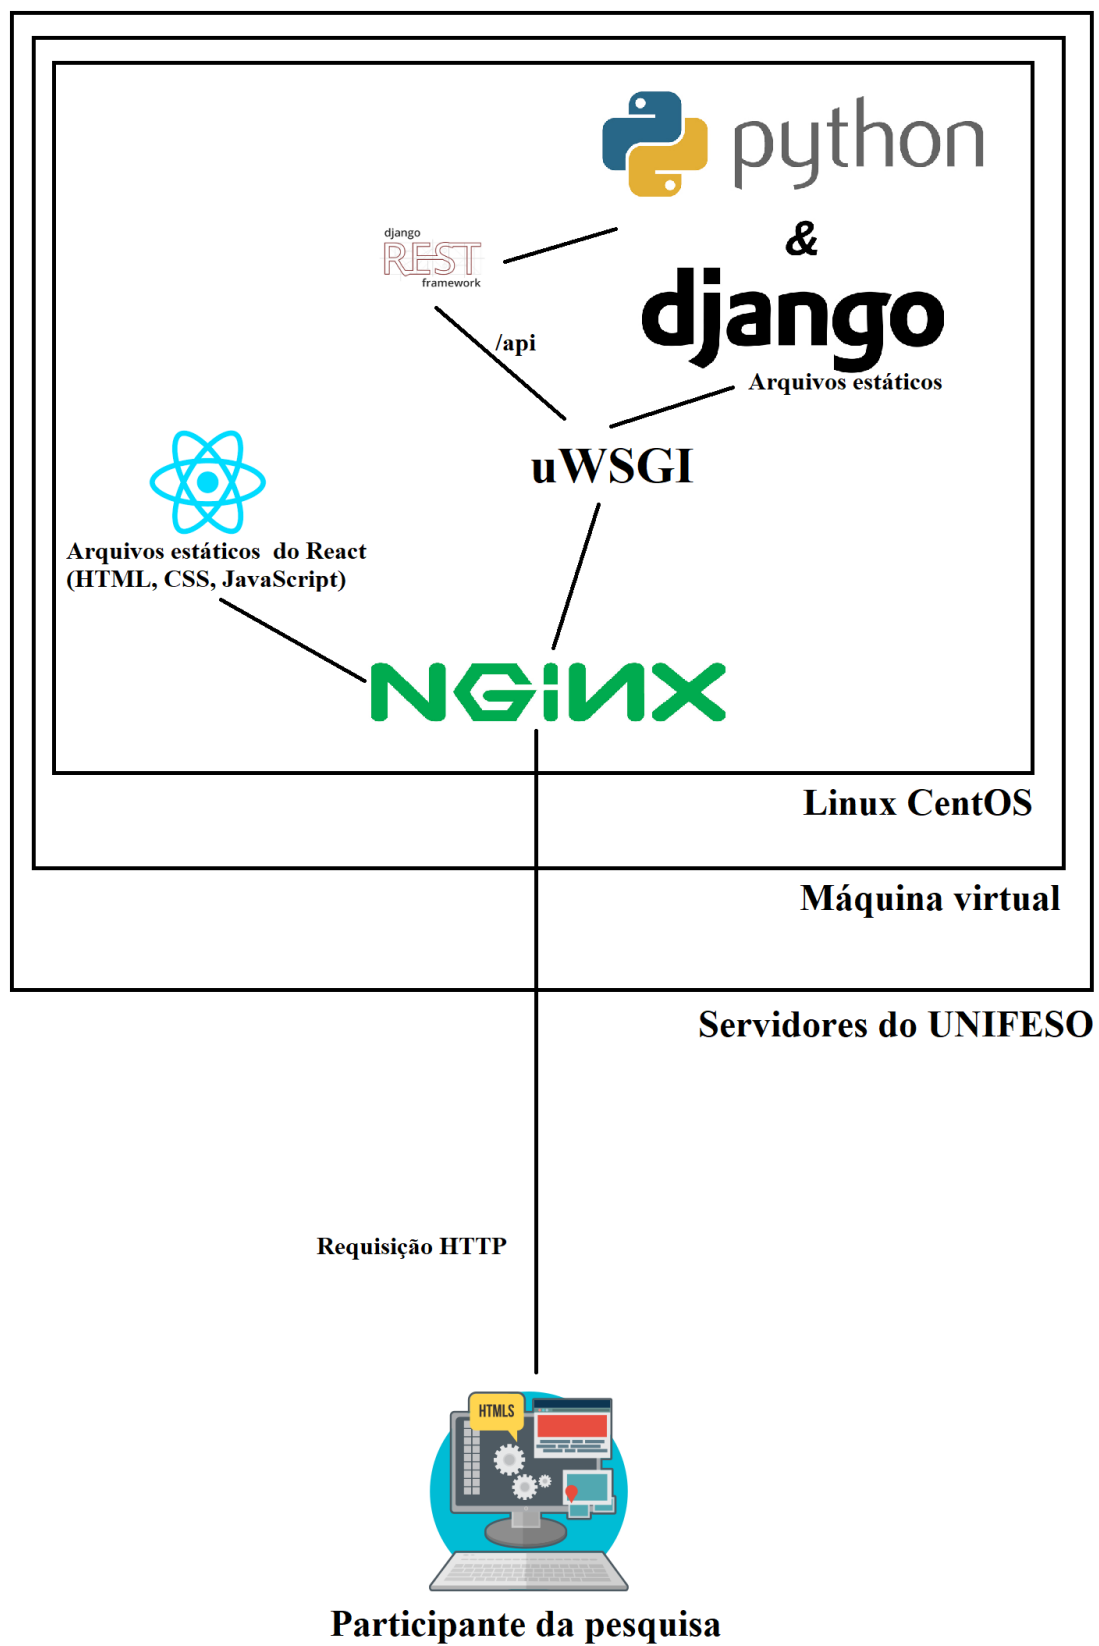 python
&
django
django
REST
framework
/api
Arquivos estáticos
uWSGI
Arquivos estáticos  do React
(HTML, CSS, JavaScript)
NGiNX
Linux CentOS
Máquina virtual
Servidores do UNIFESO
Requisição HTTP
HTMLS
Participante da pesquisa